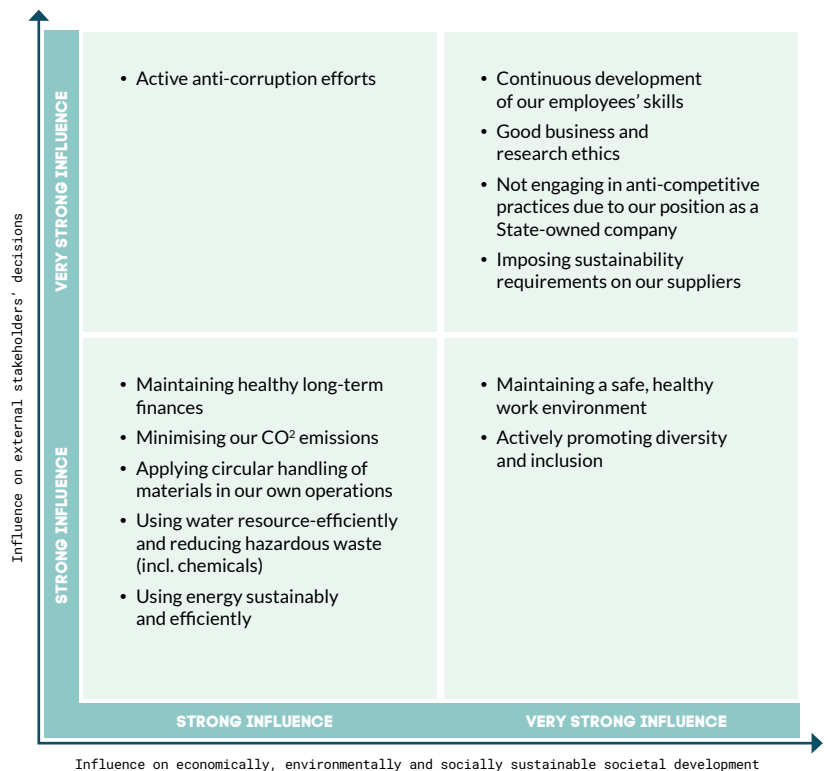 Influence on external stakeholders' decisions
VERY STRONG INFLUENCE
• Active anti-corruption efforts
• Continuous development
of our employees' skills
• Good business and
research ethics
• Not engaging in anti-competitive
practices due to our position as a
State-owned company
• Imposing sustainability
requirements on our suppliers
STRONG INFLUENCE
• Maintaining healthy long-term
finances
• Minimising our CO² emissions
• Applying circular handling of
materials in our own operations
• Using water resource-efficiently
and reducing hazardous waste
(incl. chemicals)
• Using energy sustainably
and efficiently
• Maintaining a safe, healthy
work environment
• Actively promoting diversity
and inclusion
STRONG INFLUENCE
VERY STRONG INFLUENCE
Influence on economically, environmentally and socially sustainable societal development